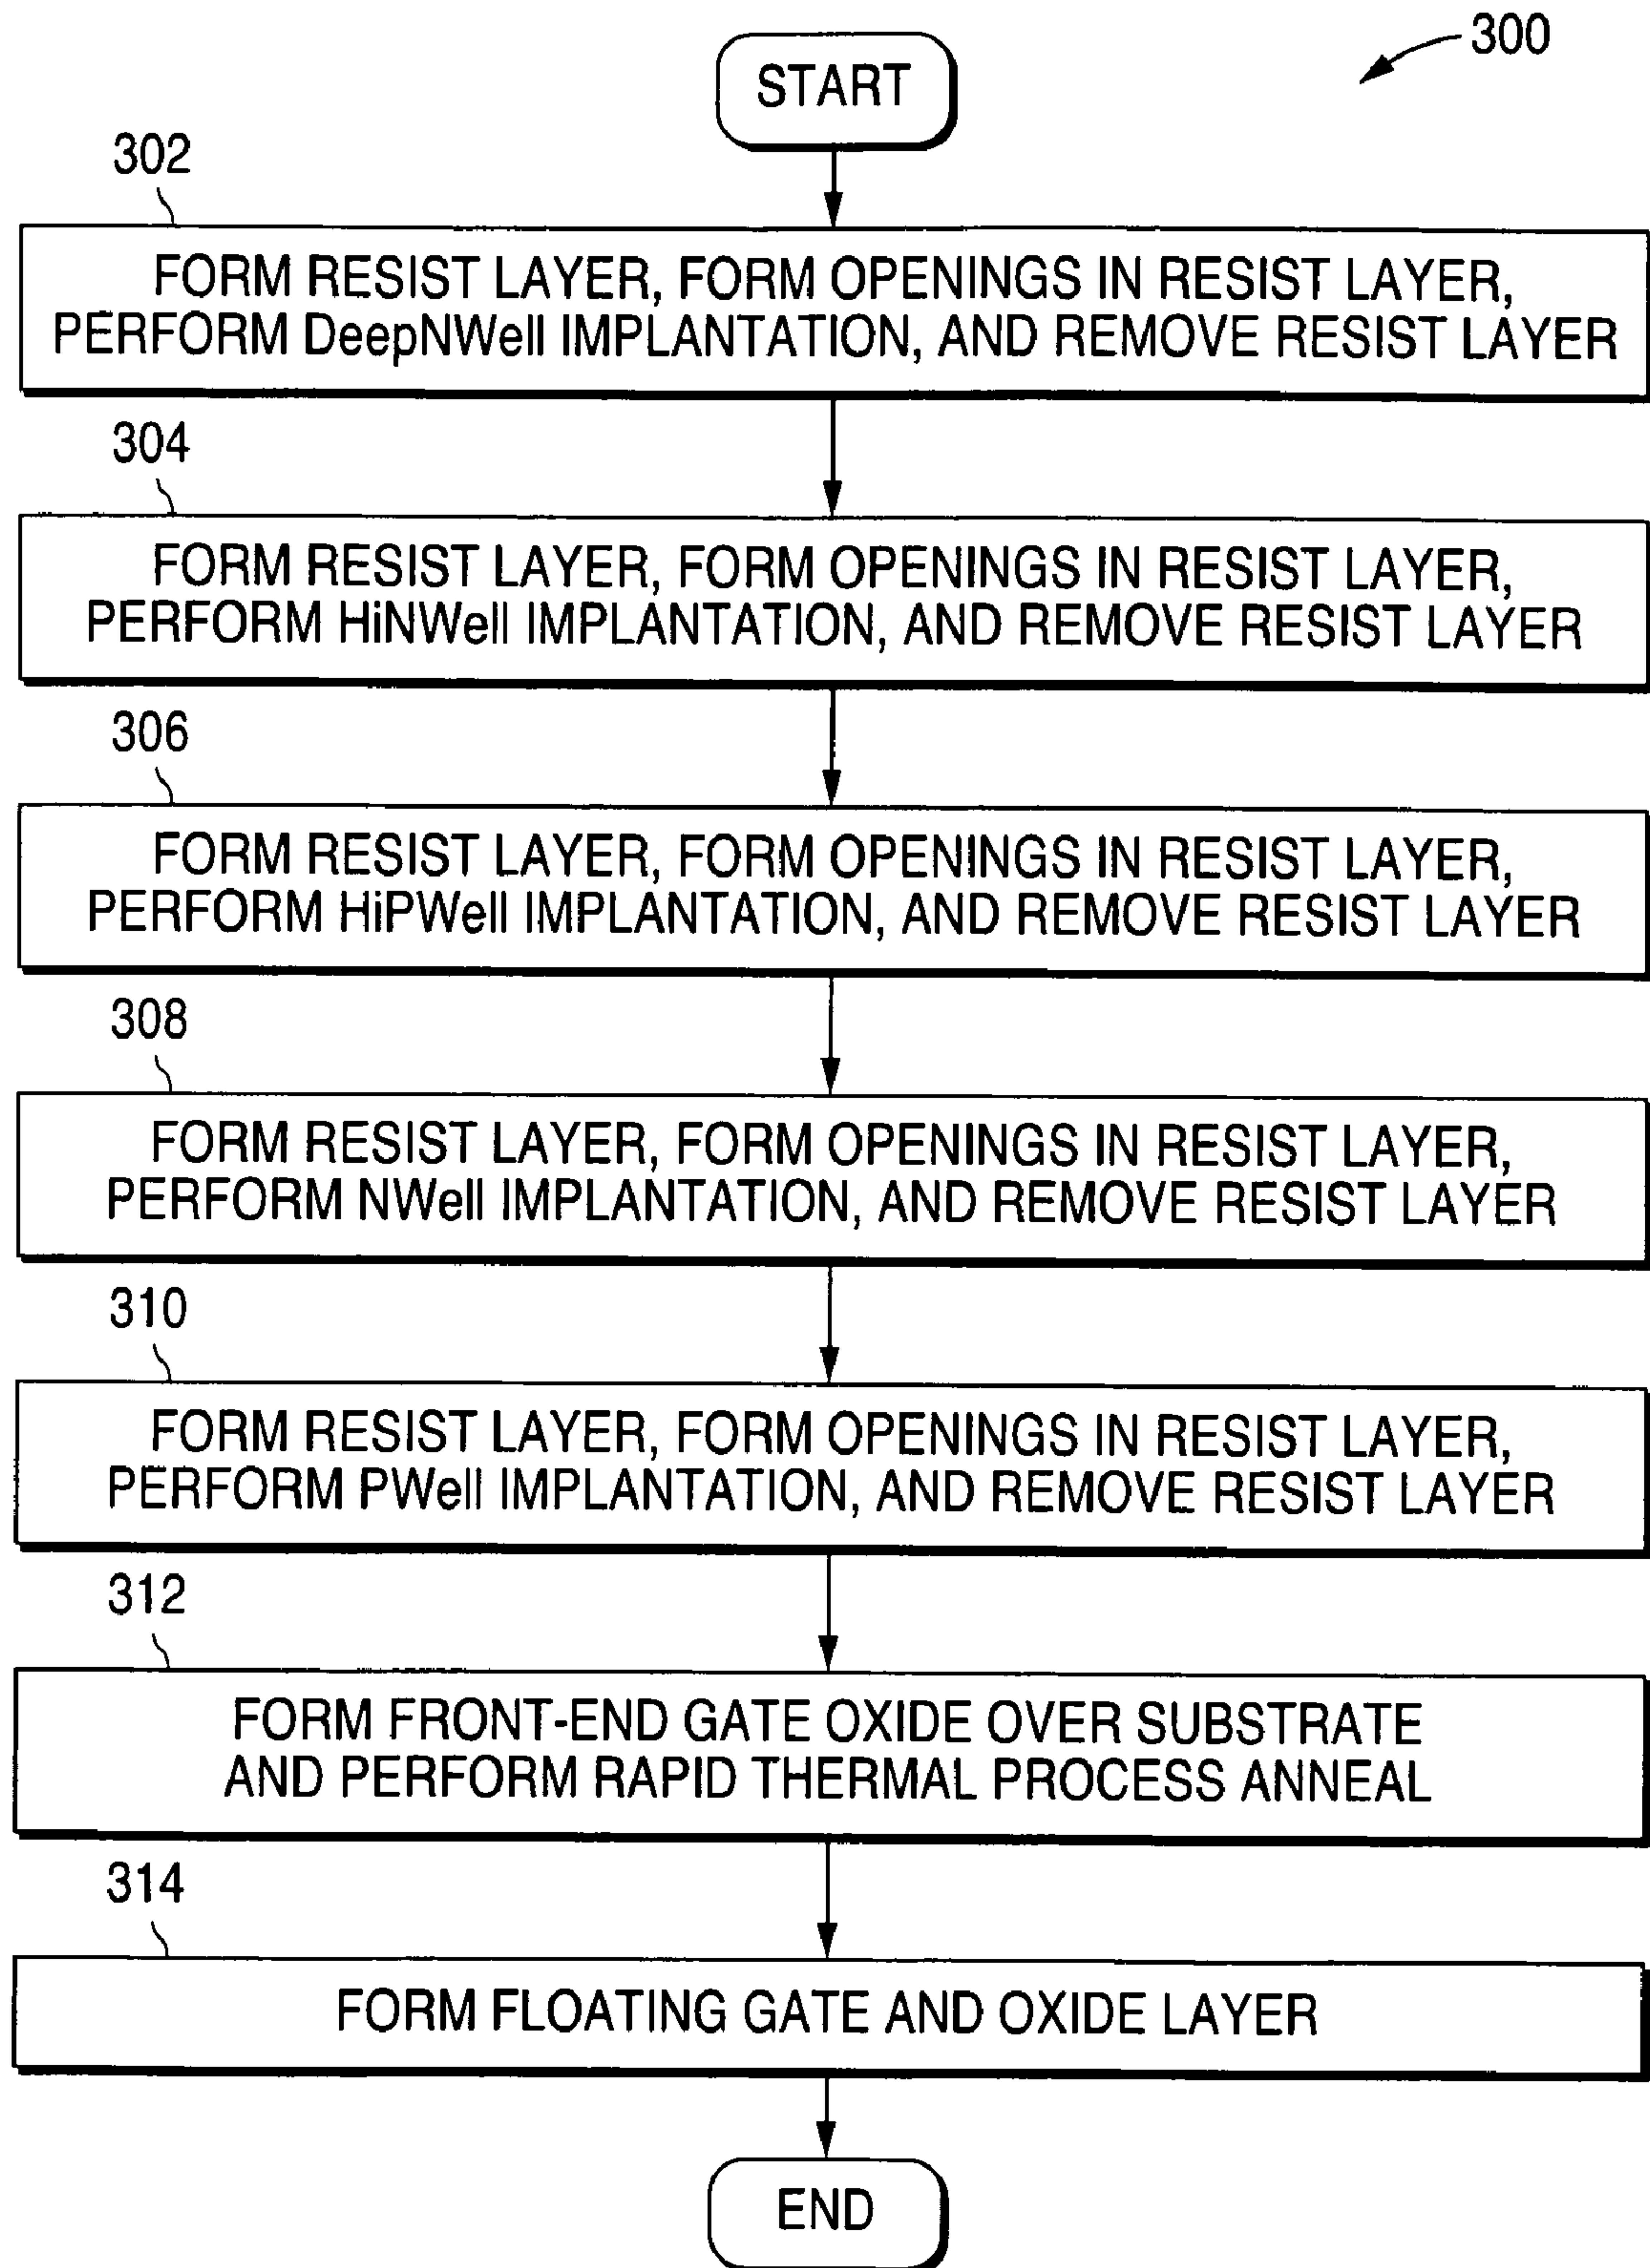 300
START
302
FORM RESIST LAYER, FORM OPENINGS IN RESIST LAYER,
PERFORM DeepNWell IMPLANTATION, AND REMOVE RESIST LAYER
304
FORM RESIST LAYER, FORM OPENINGS IN RESIST LAYER,
PERFORM HiNWell IMPLANTATION, AND REMOVE RESIST LAYER
306
FORM RESIST LAYER, FORM OPENINGS IN RESIST LAYER,
PERFORM HiPWell IMPLANTATION, AND REMOVE RESIST LAYER
308
FORM RESIST LAYER, FORM OPENINGS IN RESIST LAYER,
PERFORM NWell IMPLANTATION, AND REMOVE RESIST LAYER
310
FORM RESIST LAYER, FORM OPENINGS IN RESIST LAYER,
PERFORM PWell IMPLANTATION, AND REMOVE RESIST LAYER
312
FORM FRONT-END GATE OXIDE OVER SUBSTRATE
AND PERFORM RAPID THERMAL PROCESS ANNEAL
314
FORM FLOATING GATE AND OXIDE LAYER
END